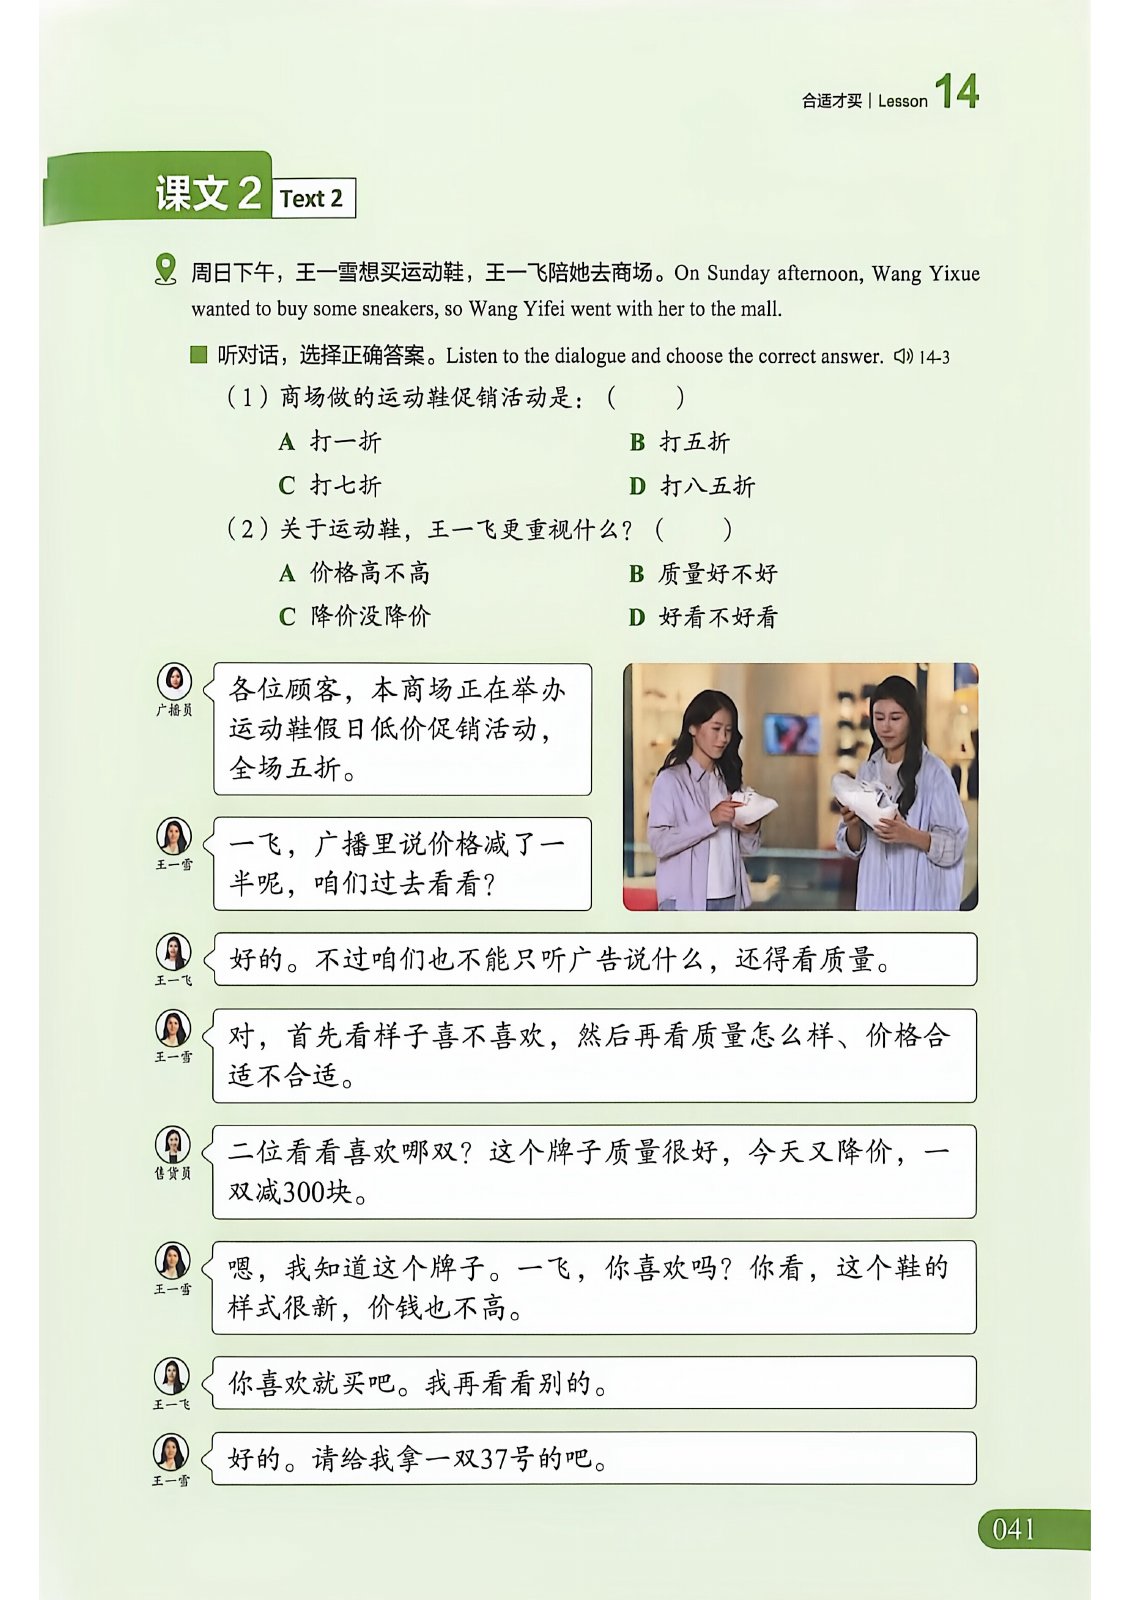 合适才买 | Lesson 14
课文 2 Text 2
周日下午，王一雪想买运动鞋，王一飞陪她去商场。On Sunday afternoon, Wang Yixue
wanted to buy some sneakers, so Wang Yifei went with her to the mall.
听对话，选择正确答案。Listen to the dialogue and choose the correct answer. 14-3
（1）商场做的运动鞋促销活动是：（ ）
A 打一折 B 打五折
C 打七折 D 打八五折
（2）关于运动鞋，王一飞更重视什么？（ ）
A 价格高不高 B 质量好不好
C 降价没降价 D 好看不好看
广播员
各位顾客，本商场正在举办
运动鞋假日低价促销活动，
全场五折。
王一雪
一飞，广播里说价格减了一
半呢，咱们过去看看？
王一飞
好的。不过咱们也不能只听广告说什么，还得看质量。
王一雪
对，首先看样子喜不喜欢，然后再看质量怎么样、价格合
适不合适。
售货员
二位看看喜欢哪双？这个牌子质量很好，今天又降价，一
双减300块。
王一雪
嗯，我知道这个牌子。一飞，你喜欢吗？你看，这个鞋的
样式很新，价钱也不高。
王一飞
你喜欢就买吧。我再看看别的。
王一雪
好的。请给我拿一双37号的吧。
041